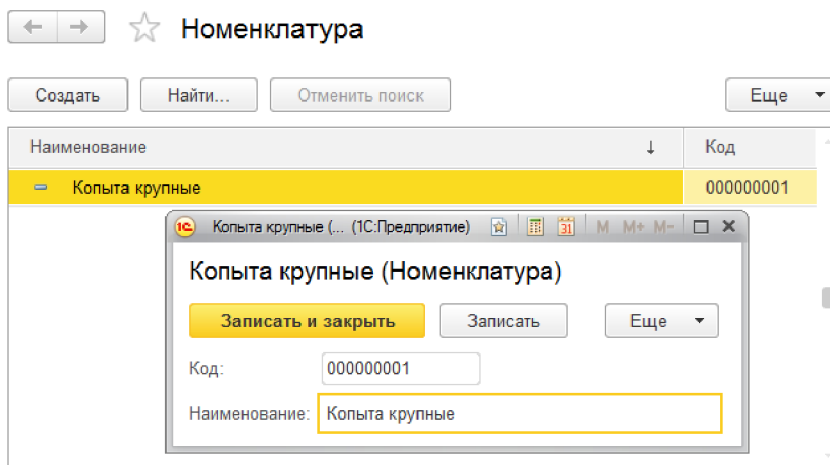 Номенклатура
Создать Найти... Отменить поиск Еще
Наименование ↓ Код
Копыта крупные 000000001
1С Копыта крупные (... (1С:Предприятие) 31 M M+ M-
Копыта крупные (Номенклатура)
Записать и закрыть Записать Еще
Код: 000000001
Наименование: Копыта крупные